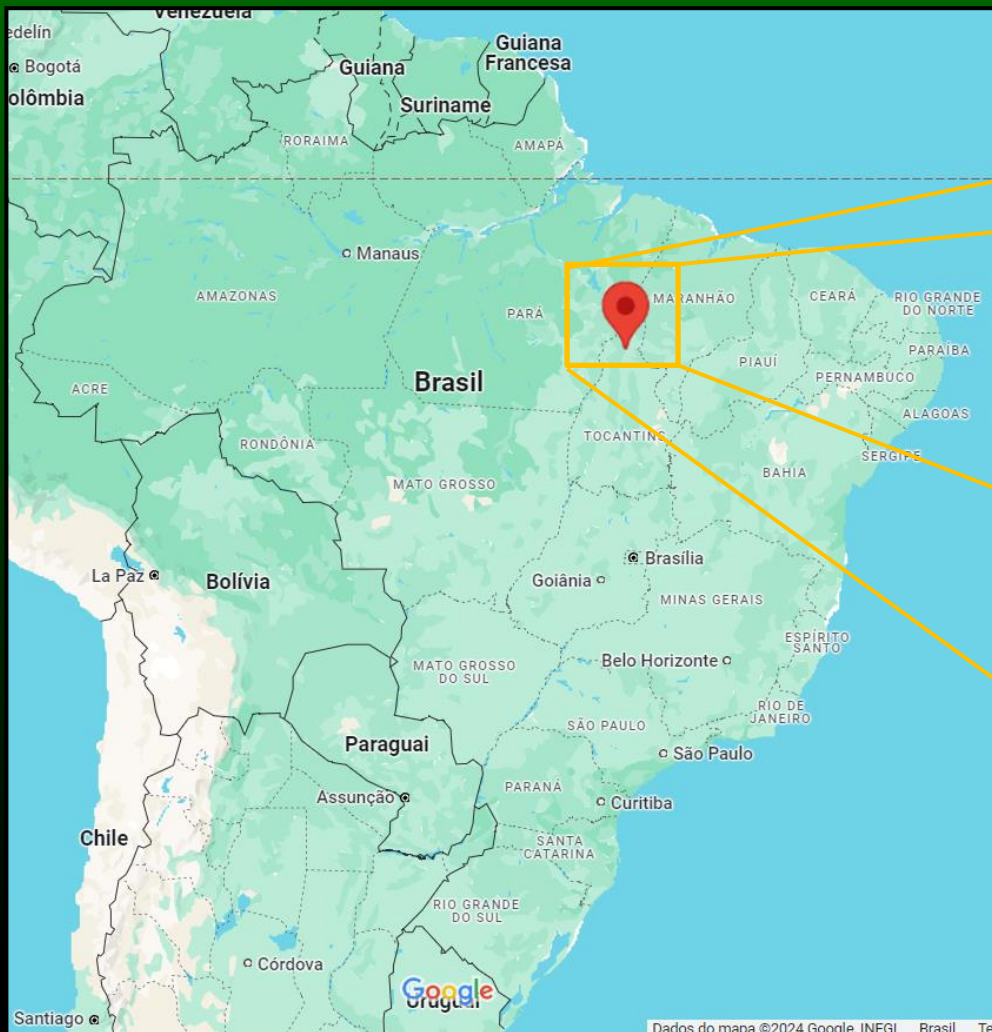 Venezuela
edelín
Bogotá
olômbia
Guiana
Guiana
Francesa
Suriname
RORAIMA
AMAPÁ
Manaus
AMAZONAS
PARÁ
MARANHÃO
CEARÁ
RIO GRANDE
DO NORTE
PARAÍBA
PIAUÍ
PERNAMBUCO
ACRE
Brasil
ALAGOAS
TOCANTINS
SERGIPE
RONDÔNIA
BAHIA
MATO GROSSO
Brasília
La Paz
Bolívia
Goiânia
MINAS GERAIS
ESPÍRITO
SANTO
MATO GROSSO
DO SUL
Belo Horizonte
RIO DE
JANEIRO
SÃO PAULO
Paraguai
São Paulo
PARANÁ
Assunção
Curitiba
Chile
SANTA
CATARINA
RIO GRANDE
DO SUL
Córdova
Google
Uruguai
Santiago
Dados do mapa ©2024 Google, INEGI Brasil Te